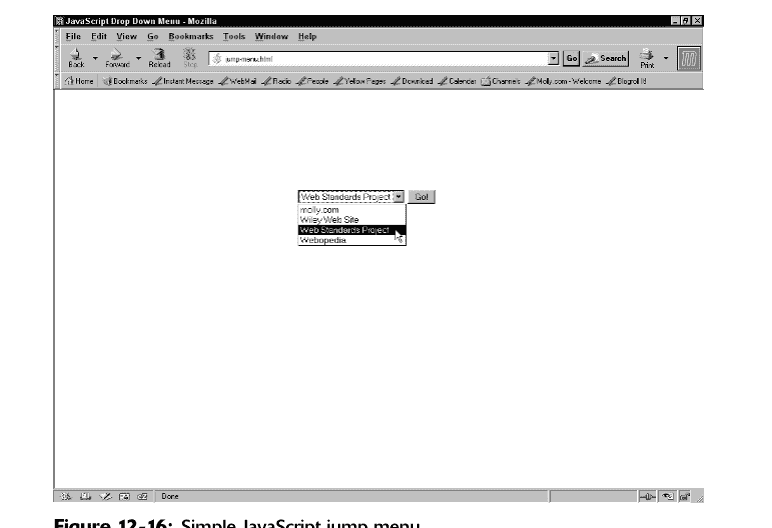 JavaScript Drop Down Menu - Mozilla
File Edit View Go Bookmarks Tools Window Help
Back Forward Reload Stop jump-menu.html Go Search Print
Home Bookmarks Instant Message WebMail Radio People Yellow Pages Download Calendar Channels Molly.com - Welcome Blogroll It!
Web Standards Project Go!
molly.com
Wiley Web Site
Web Standards Project
Webopedia
Done
Figure 12-16: Simple JavaScript jump menu